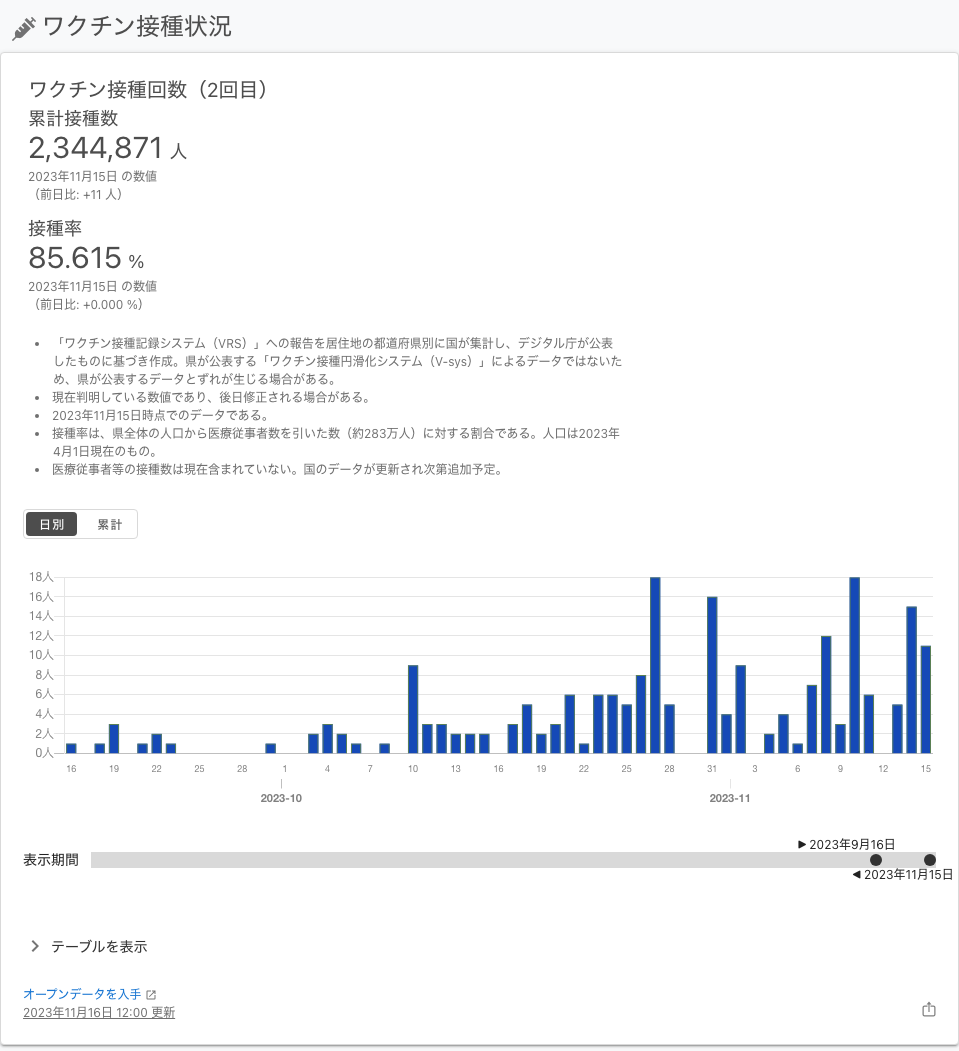 ワクチン接種状況
ワクチン接種回数（2回目）
累計接種数
2,344,871 人
2023年11月15日 の数値
（前日比: +11 人）
接種率
85.615 %
2023年11月15日 の数値
（前日比: +0.000 %）
• 「ワクチン接種記録システム（VRS）」への報告を居住地の都道府県別に国が集計し、デジタル庁が公表
したものに基づき作成。県が公表する「ワクチン接種円滑化システム（V-sys）」によるデータではないた
め、県が公表するデータとずれが生じる場合がある。
• 現在判明している数値であり、後日修正される場合がある。
• 2023年11月15日時点でのデータである。
• 接種率は、県全体の人口から医療従事者数を引いた数（約283万人）に対する割合である。人口は2023年
4月1日現在のもの。
• 医療従事者等の接種数は現在含まれていない。国のデータが更新され次第追加予定。
日別 累計
18人
16人
14人
12人
10人
8人
6人
4人
2人
0人
16 19 22 25 28 1 4 7 10 13 16 19 22 25 28 31 3 6 9 12 15
2023-10 2023-11
2023年9月16日
表示期間
2023年11月15日
テーブルを表示
オープンデータを入手
2023年11月16日 12:00 更新